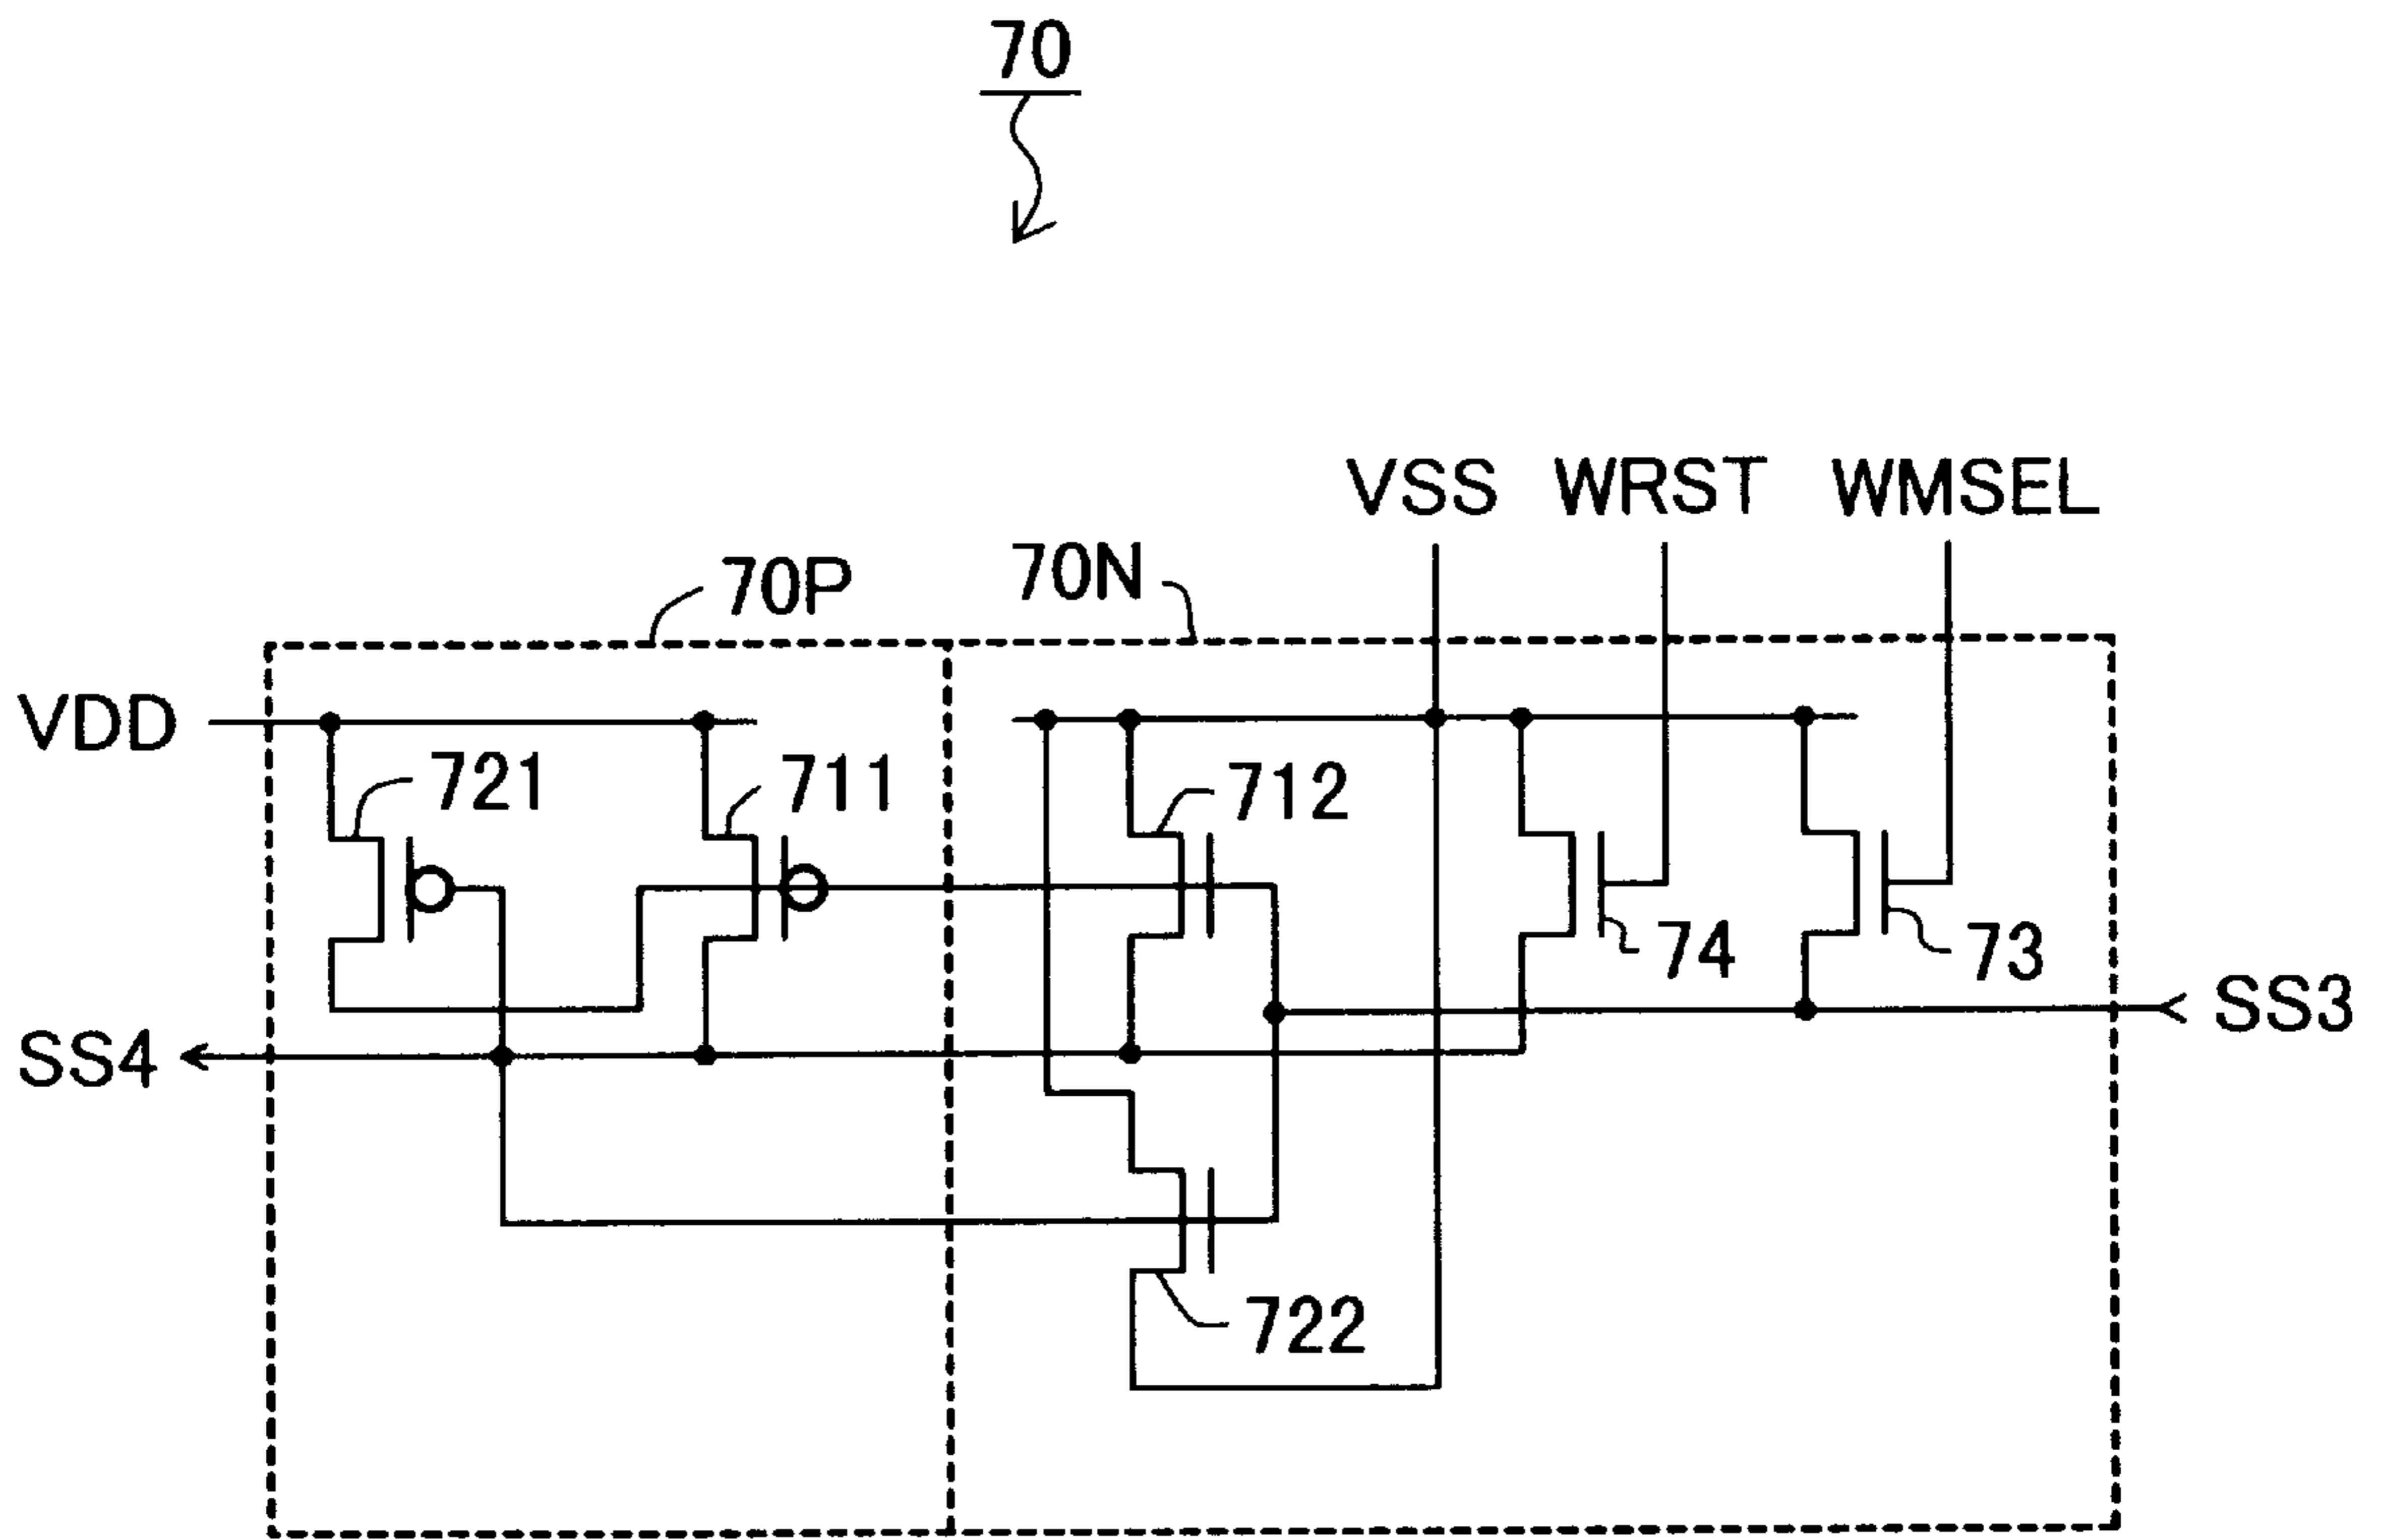 70
VSS WRST WMSEL
70P 70N
VDD
721 711 712
74 73
SS3
SS4
722